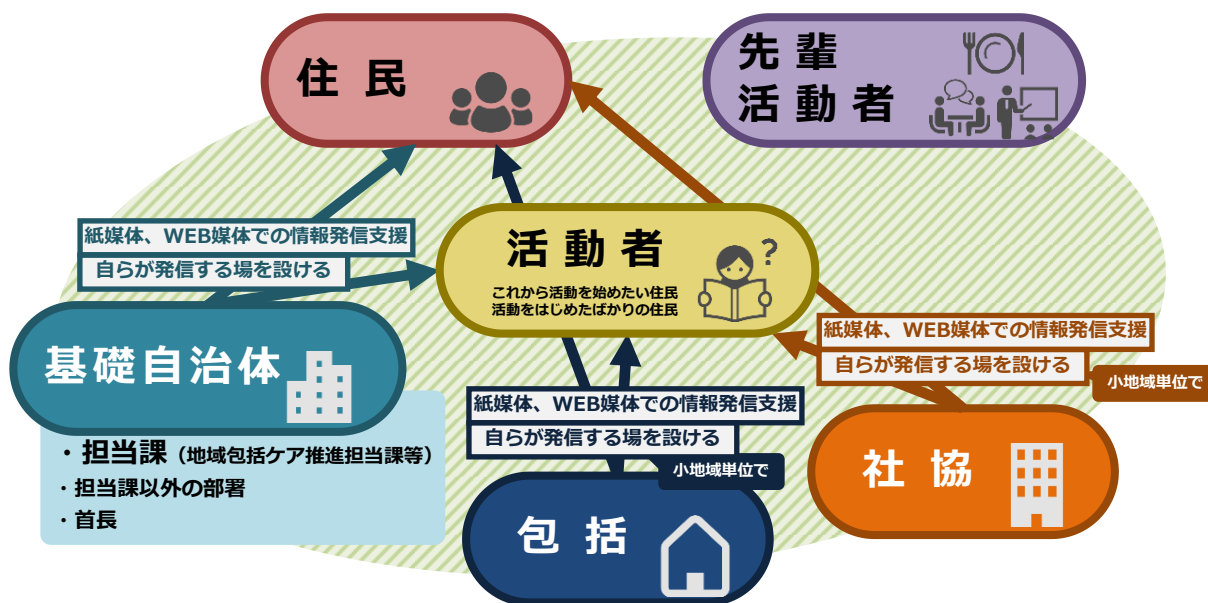 住民
先輩
活動者
紙媒体、WEB媒体での情報発信支援
自らが発信する場を設ける
活動者
?
これから活動を始めたい住民
活動をはじめたばかりの住民
基礎自治体
・担当課（地域包括ケア推進担当課等）
・担当課以外の部署
・首長
紙媒体、WEB媒体での情報発信支援
自らが発信する場を設ける
小地域単位で
包括
紙媒体、WEB媒体での情報発信支援
自らが発信する場を設ける
小地域単位で
社協